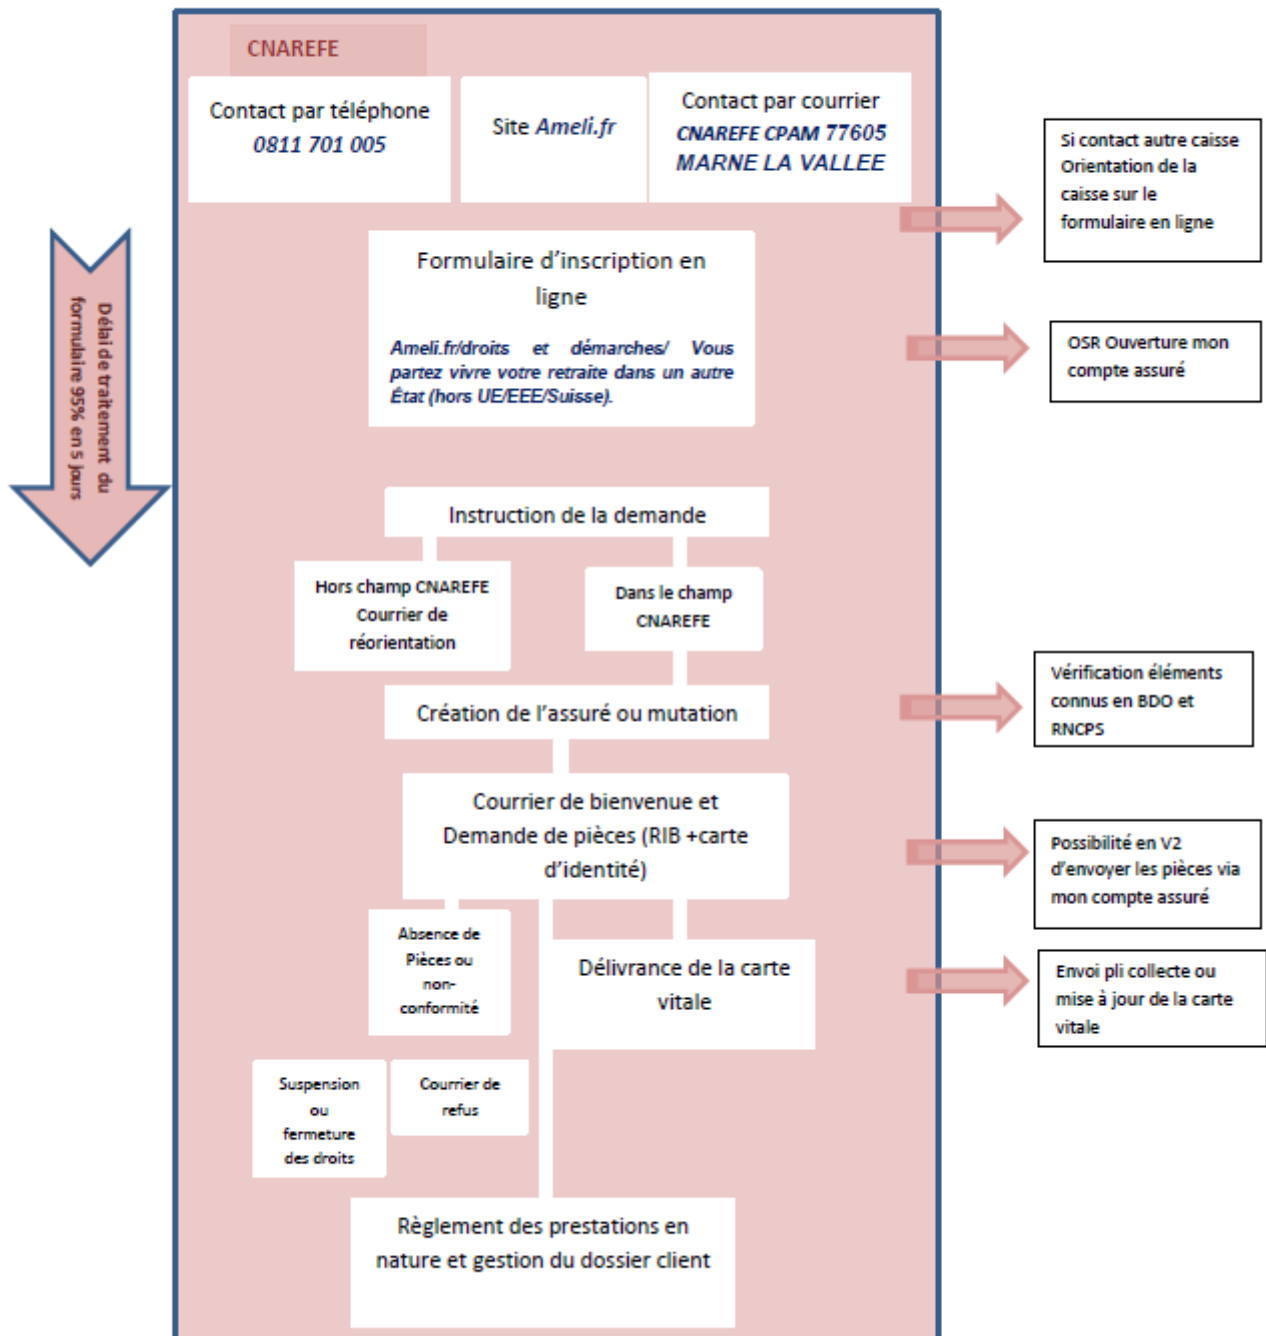 CNAREFE
Contact par téléphone
0811 701 005
Site Ameli.fr
Contact par courrier
CNAREFE CPAM 77605
MARNE LA VALLEE
Si contact autre caisse
Orientation de la
caisse sur le
formulaire en ligne
Délai de traitement du
formulaire 95% en 5 jours
Formulaire d'inscription en
ligne
Ameli.fr/droits et démarches/ Vous
partez vivre votre retraite dans un autre
État (hors UE/EEE/Suisse).
OSR Ouverture mon
compte assuré
Instruction de la demande
Hors champ CNAREFE
Courrier de
réorientation
Dans le champ
CNAREFE
Création de l'assuré ou mutation
Vérification éléments
connus en BDO et
RNCPS
Courrier de bienvenue et
Demande de pièces (RIB +carte
d'identité)
Possibilité en V2
d'envoyer les pièces via
mon compte assuré
Absence de
Pièces ou
non-
conformité
Délivrance de la carte
vitale
Envoi pli collecte ou
mise à jour de la carte
vitale
Suspension
ou
fermeture
des droits
Courrier de
refus
Règlement des prestations en
nature et gestion du dossier client